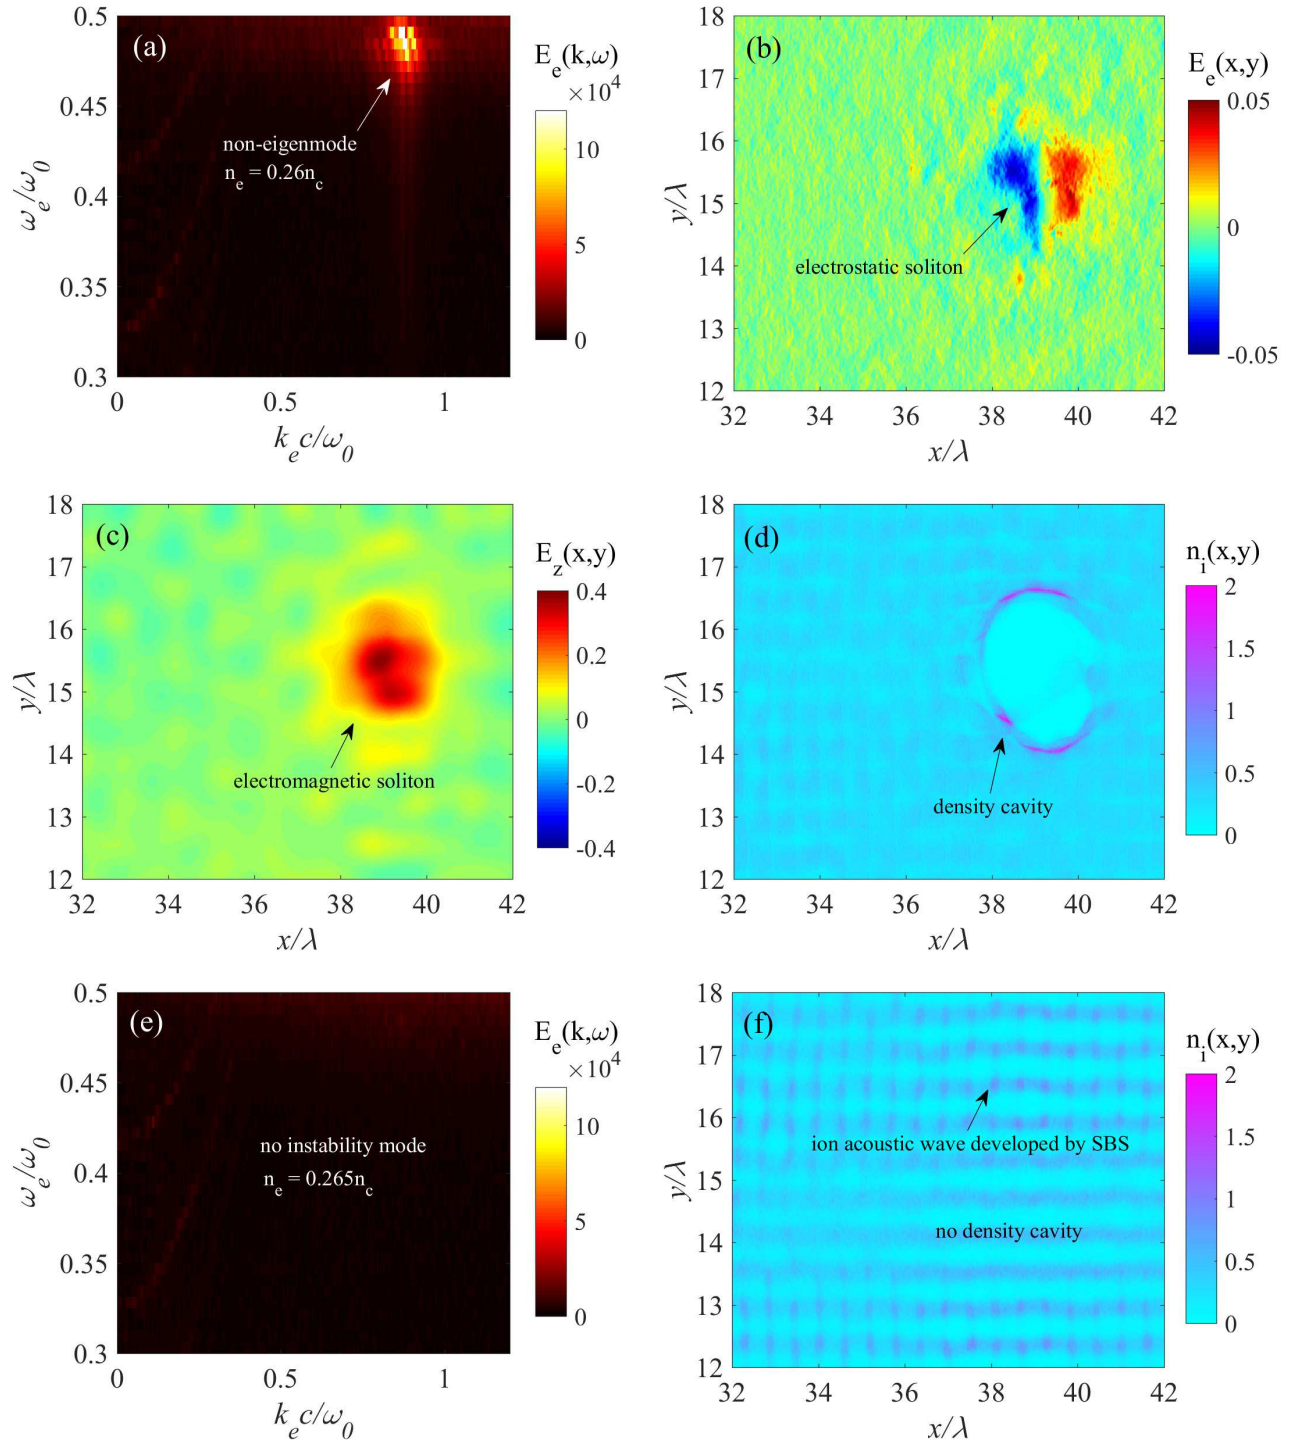 (a)
0.5
0.45
0.4
0.35
0.3
ω_e/ω_0
0
0.5
1
k_e c/ω_0
non-eigenmode
n_e = 0.26n_c
E_e(k,ω)
×10^4
10
5
0
(b)
18
17
16
15
14
13
12
y/λ
32
34
36
38
40
42
x/λ
electrostatic soliton
E_e(x,y)
0.05
0
-0.05
(c)
18
17
16
15
14
13
12
y/λ
32
34
36
38
40
42
x/λ
electromagnetic soliton
E_z(x,y)
0.4
0.2
0
-0.2
-0.4
(d)
18
17
16
15
14
13
12
y/λ
32
34
36
38
40
42
x/λ
density cavity
n_i(x,y)
2
1.5
1
0.5
0
(e)
0.5
0.45
0.4
0.35
0.3
ω_e/ω_0
0
0.5
1
k_e c/ω_0
no instability mode
n_e = 0.265n_c
E_e(k,ω)
×10^4
10
5
0
(f)
18
17
16
15
14
13
12
y/λ
32
34
36
38
40
42
x/λ
ion acoustic wave developed by SBS
no density cavity
n_i(x,y)
2
1.5
1
0.5
0